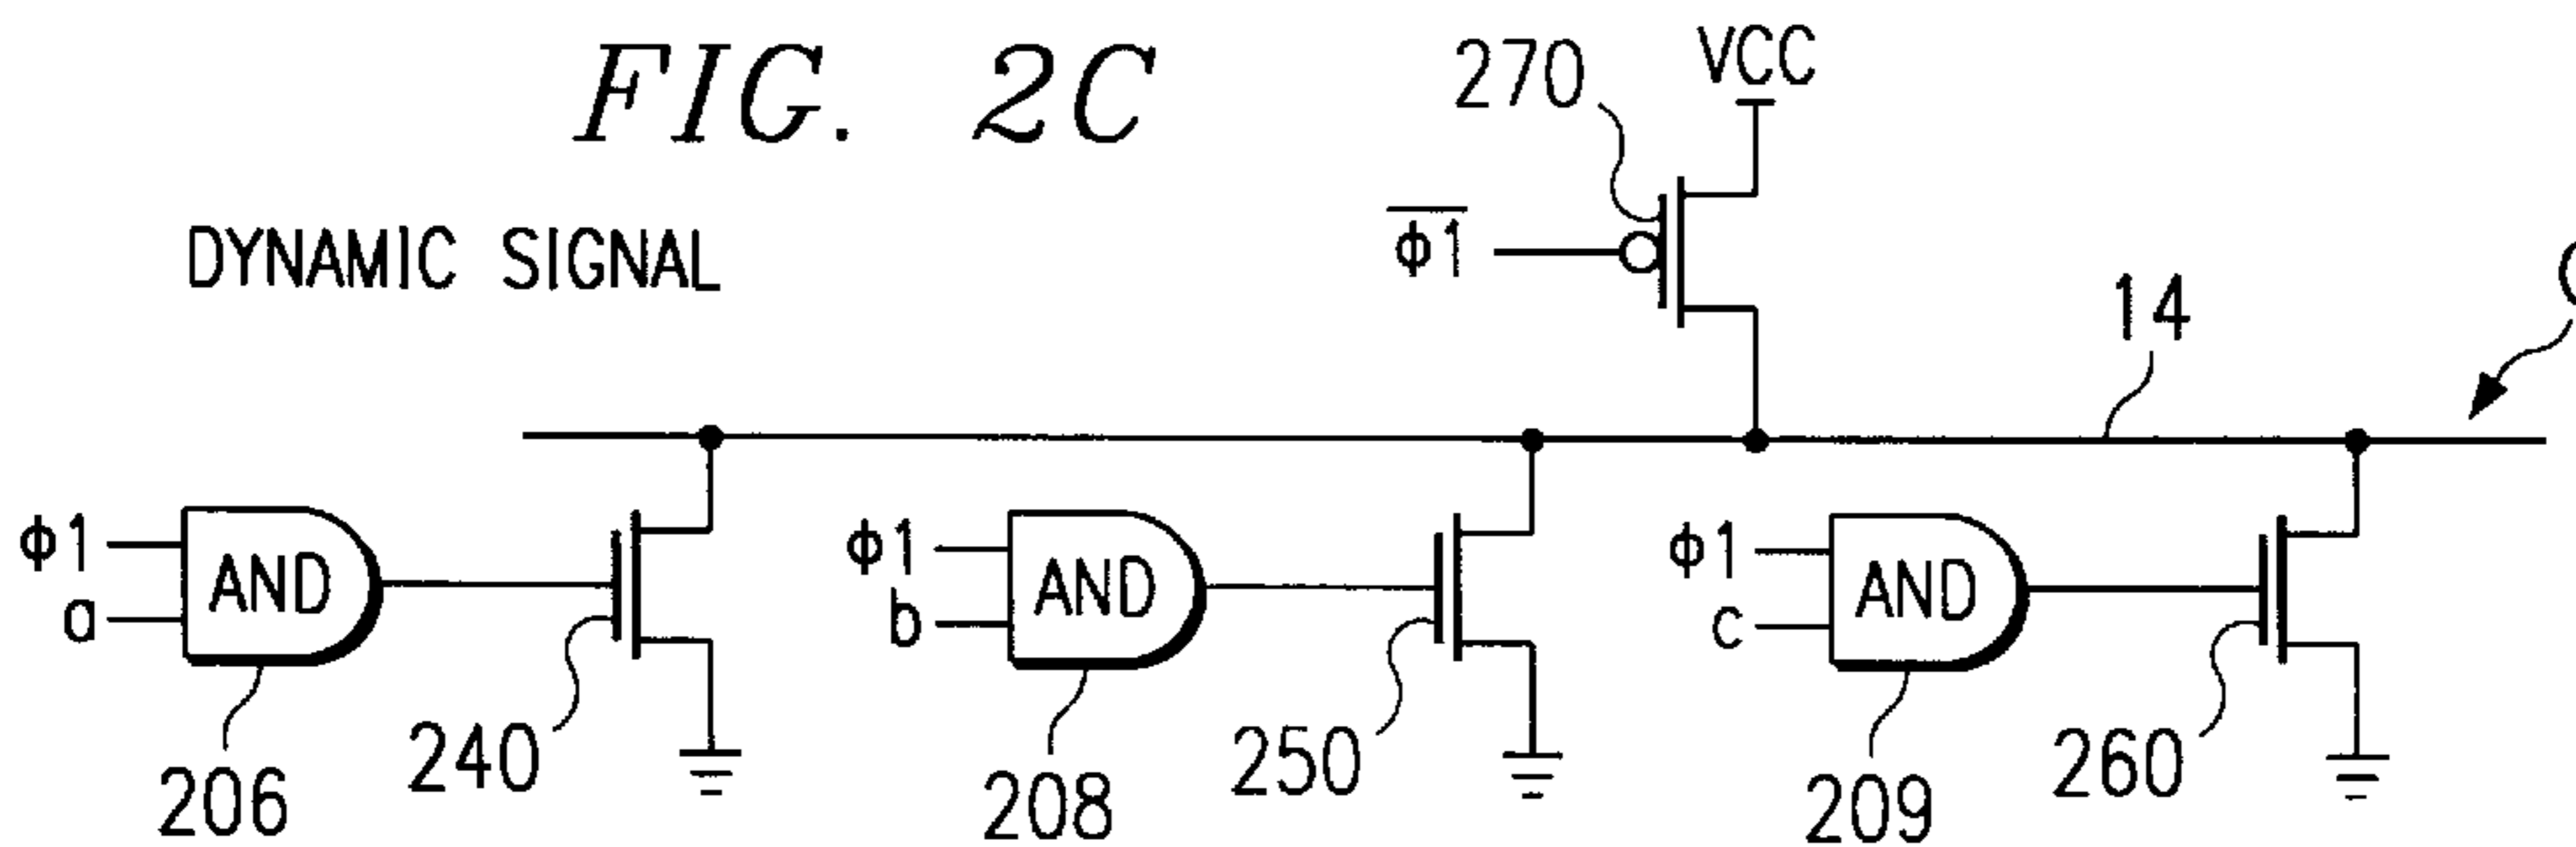 FIG. 2C
270
VCC
DYNAMIC SIGNAL
φ1̅
14
φ1
a
AND
φ1
b
AND
φ1
c
AND
206
240
208
250
209
260